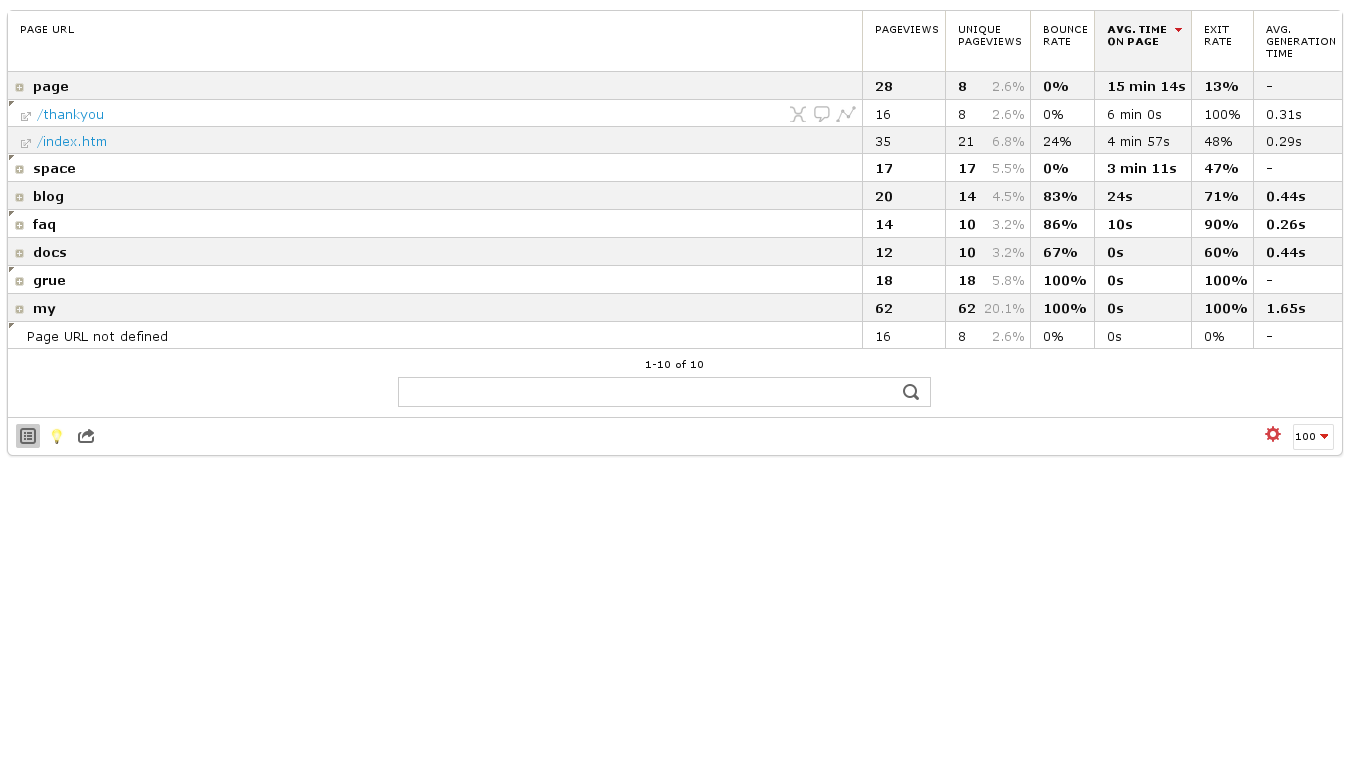 PAGE URL PAGEVIEWS UNIQUE PAGEVIEWS BOUNCE RATE AVG. TIME ON PAGE EXIT RATE AVG. GENERATION TIME
page 28 8 2.6% 0% 15 min 14s 13% -
/thankyou 16 8 2.6% 0% 6 min 0s 100% 0.31s
/index.htm 35 21 6.8% 24% 4 min 57s 48% 0.29s
space 17 17 5.5% 0% 3 min 11s 47% -
blog 20 14 4.5% 83% 24s 71% 0.44s
faq 14 10 3.2% 86% 10s 90% 0.26s
docs 12 10 3.2% 67% 0s 60% 0.44s
grue 18 18 5.8% 100% 0s 100% -
my 62 62 20.1% 100% 0s 100% 1.65s
Page URL not defined 16 8 2.6% 0% 0s 0% -
1-10 of 10
100